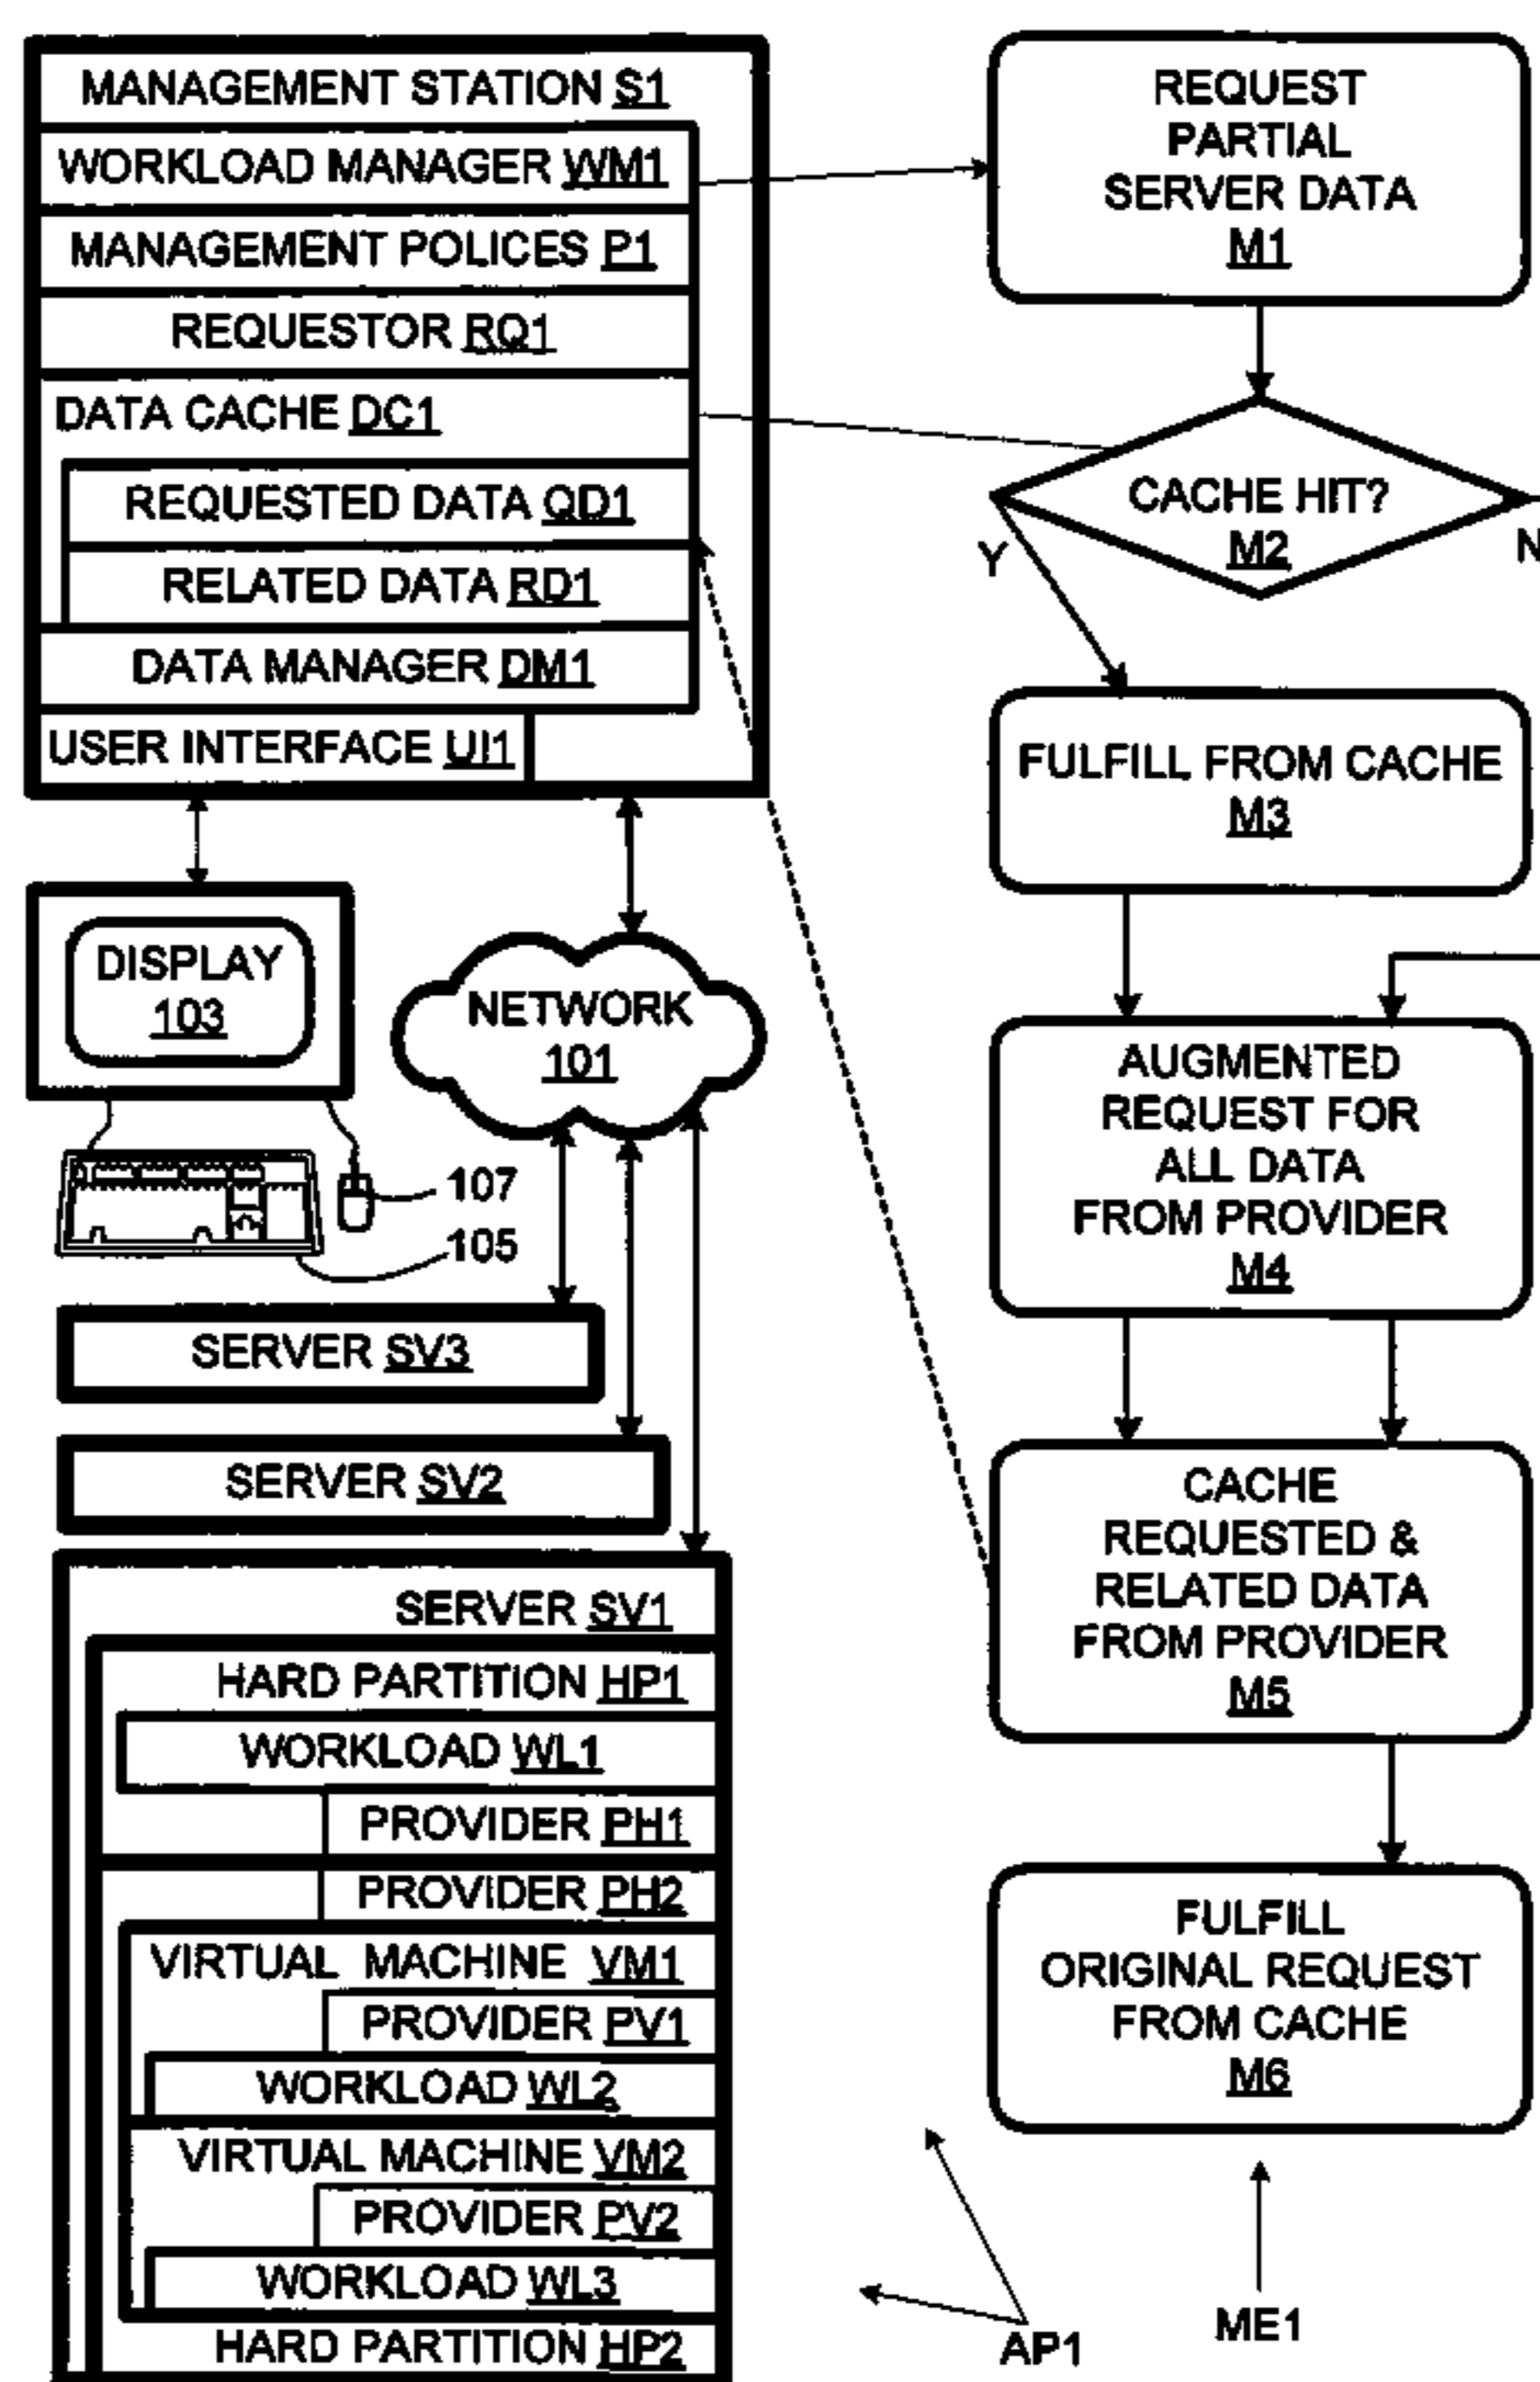 MANAGEMENT STATION S1
WORKLOAD MANAGER WM1
MANAGEMENT POLICES P1
REQUESTOR RQ1
DATA CACHE DC1
REQUESTED DATA QD1
RELATED DATA RD1
DATA MANAGER DM1
USER INTERFACE UI1
DISPLAY
103
NETWORK
101
107
105
SERVER SV3
SERVER SV2
SERVER SV1
HARD PARTITION HP1
WORKLOAD WL1
PROVIDER PH1
PROVIDER PH2
VIRTUAL MACHINE VM1
PROVIDER PV1
WORKLOAD WL2
VIRTUAL MACHINE VM2
PROVIDER PV2
WORKLOAD WL3
HARD PARTITION HP2
REQUEST
PARTIAL
SERVER DATA
M1
CACHE HIT?
M2
Y
N
FULFILL FROM CACHE
M3
AUGMENTED
REQUEST FOR
ALL DATA
FROM PROVIDER
M4
CACHE
REQUESTED &
RELATED DATA
FROM PROVIDER
M5
FULFILL
ORIGINAL REQUEST
FROM CACHE
M6
AP1
ME1